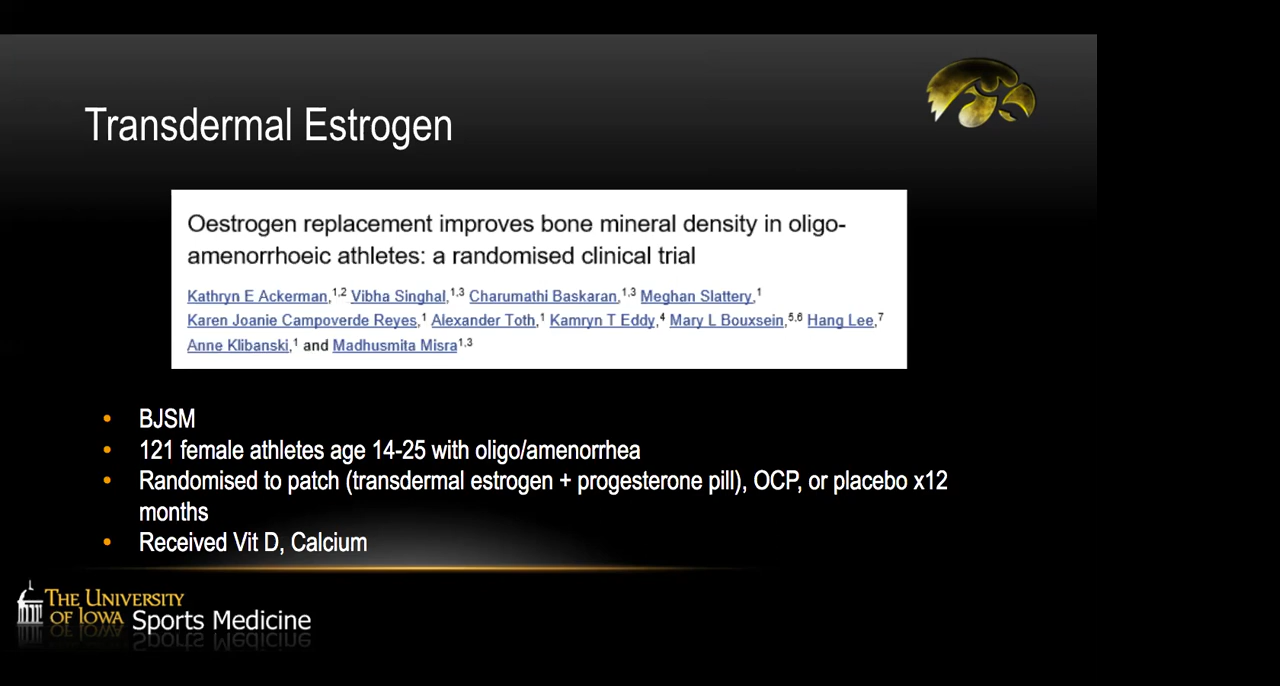 Transdermal Estrogen
Oestrogen replacement improves bone mineral density in oligo-
amenorrhoeic athletes: a randomised clinical trial
Kathryn E Ackerman,1,2 Vibha Singhal,1,3 Charumathi Baskaran,1,3 Meghan Slattery,1
Karen Joanie Campoverde Reyes,1 Alexander Toth,1 Kamryn T Eddy,4 Mary L Bouxsein,5,6 Hang Lee,7
Anne Klibanski,1 and Madhusmita Misra1,3
• BJSM
• 121 female athletes age 14-25 with oligo/amenorrhea
• Randomised to patch (transdermal estrogen + progesterone pill), OCP, or placebo x12
months
• Received Vit D, Calcium
THE UNIVERSITY
OF IOWA Sports Medicine